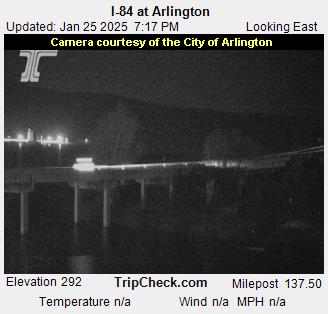 I-84 at Arlington
Updated: Jan 25 2025  7:17 PM Looking East
Camera courtesy of the City of Arlington
Elevation 292 TripCheck.com Milepost 137.50
Temperature n/a Wind n/a MPH n/a